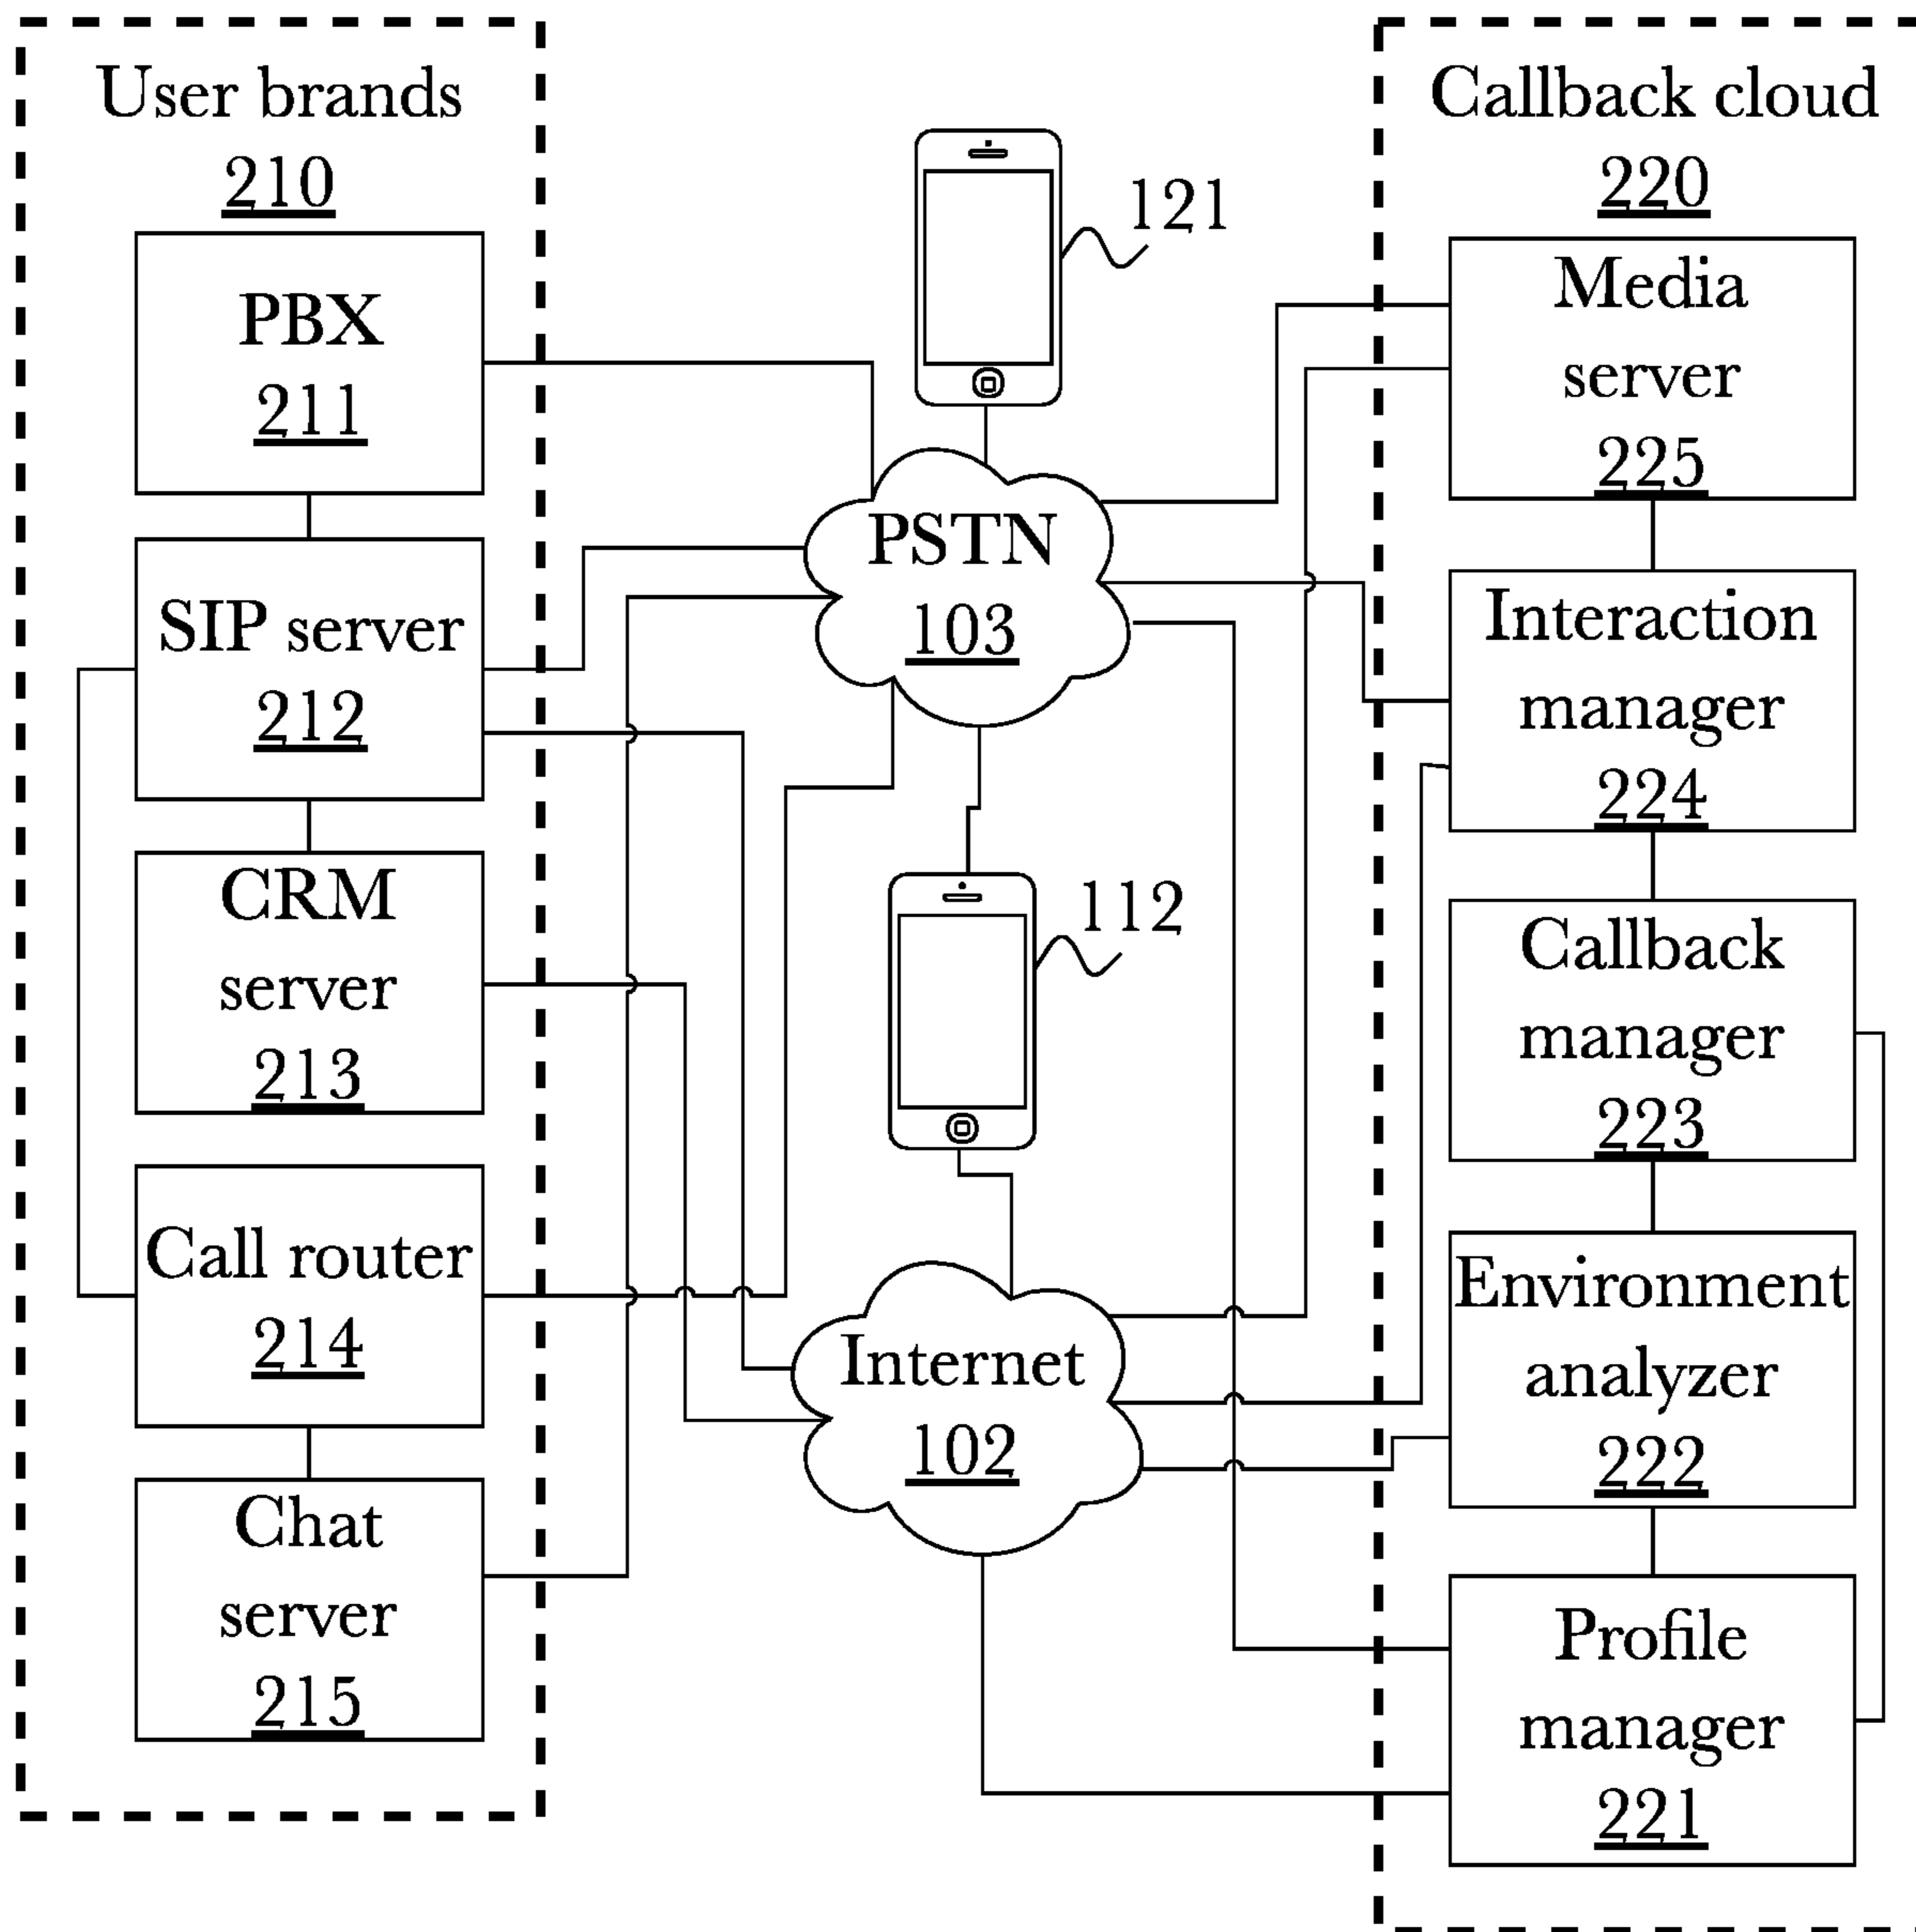 User brands
210
PBX
211
SIP server
212
CRM
server
213
Call router
214
Chat
server
215
121
PSTN
103
112
Internet
102
Callback cloud
220
Media
server
225
Interaction
manager
224
Callback
manager
223
Environment
analyzer
222
Profile
manager
221